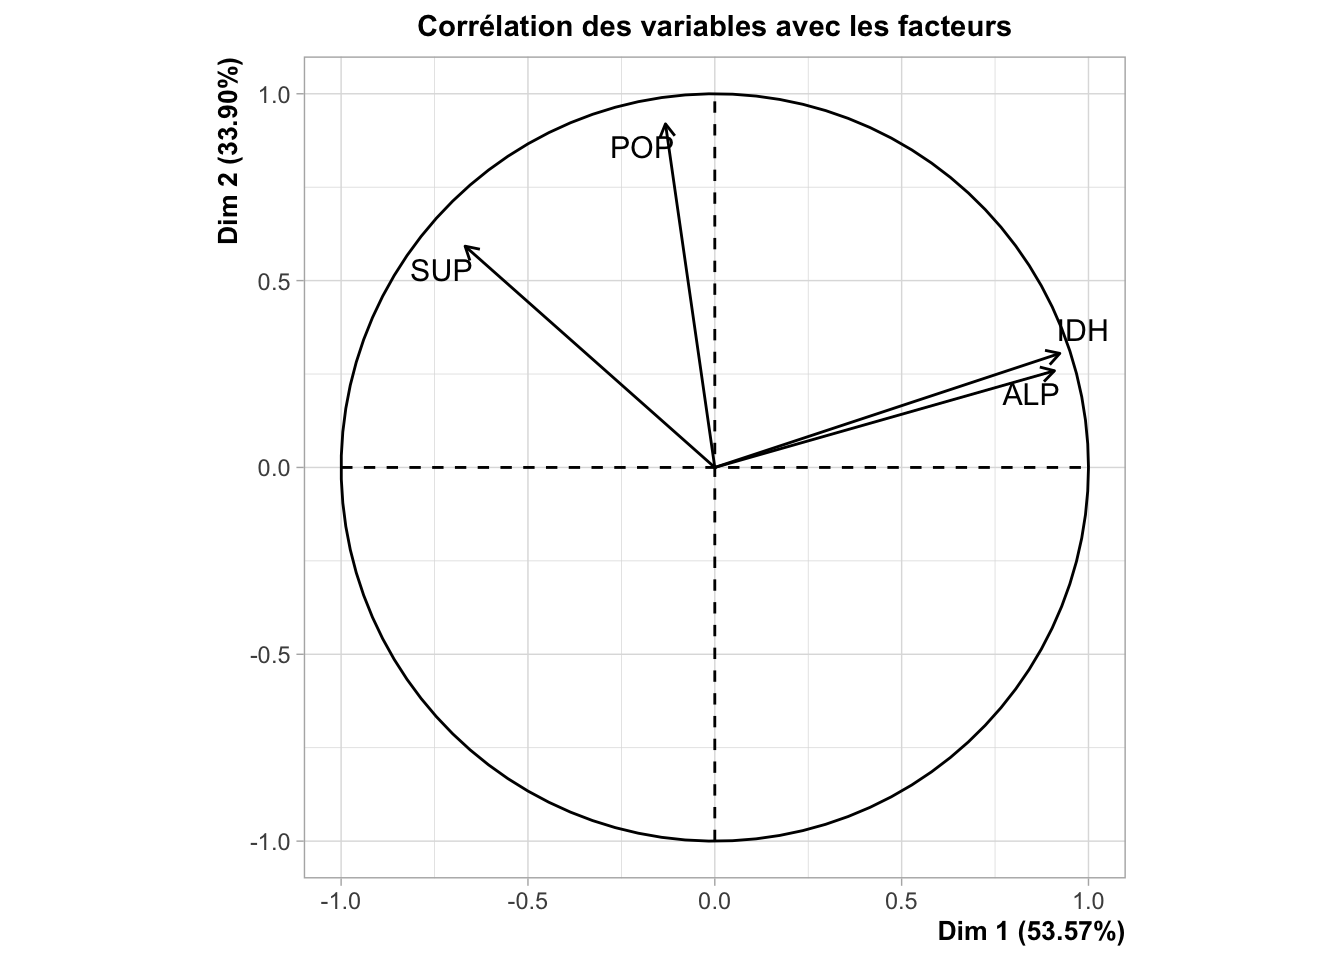 Corrélation des variables avec les facteurs
Dim 2 (33.90%)
1.0
0.5
0.0
-0.5
-1.0
POP
SUP
IDH
ALP
-1.0
-0.5
0.0
0.5
1.0
Dim 1 (53.57%)